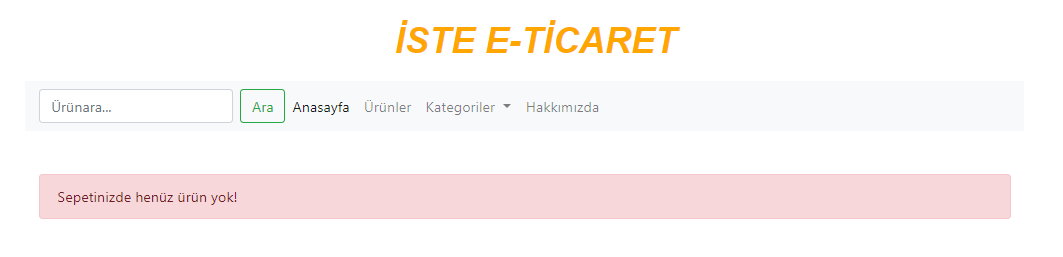 İSTE E-TİCARET
Ürünara... Ara Anasayfa Ürünler Kategoriler Hakkımızda
Sepetinizde henüz ürün yok!